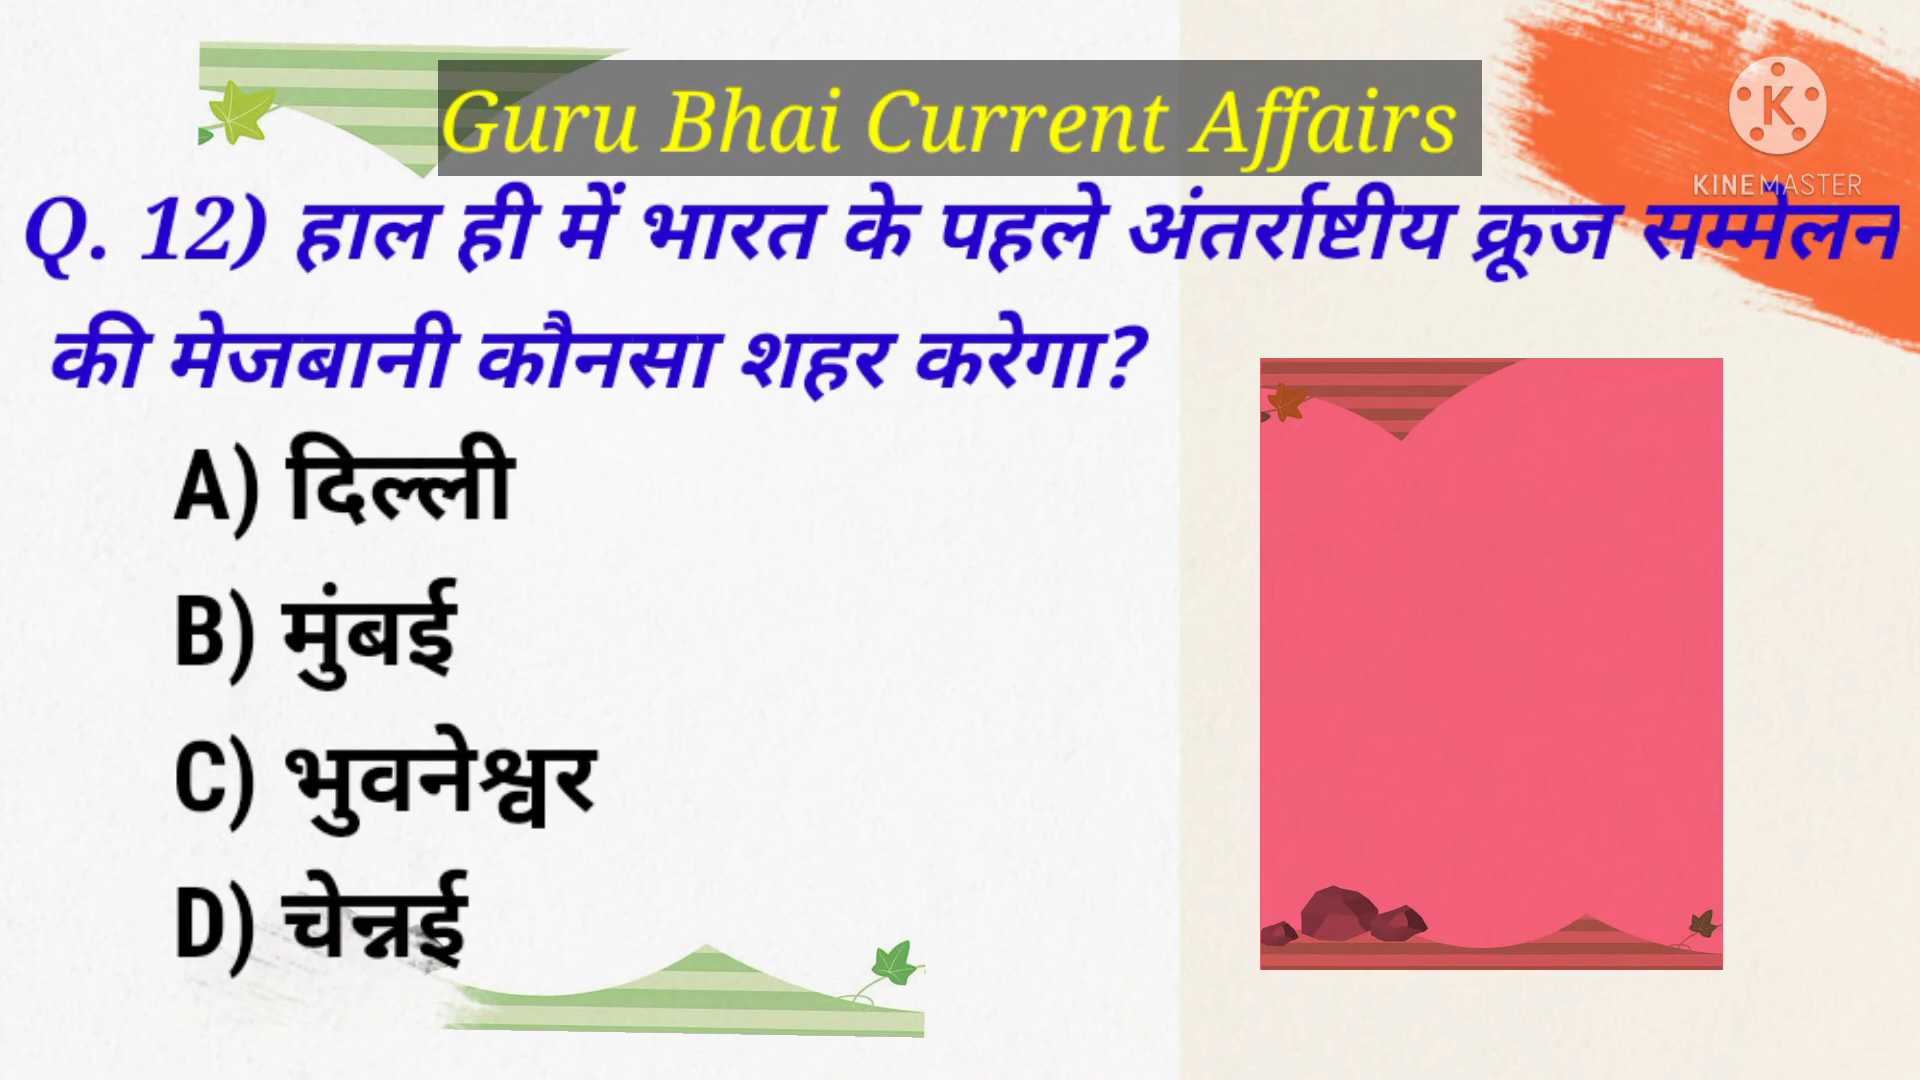 Guru Bhai Current Affairs
KINEMASTER
Q. 12) हाल ही में भारत के पहले अंतर्राष्टीय क्रूज सम्मेलन
की मेजबानी कौनसा शहर करेगा?
A) दिल्ली
B) मुंबई
C) भुवनेश्वर
D) चेन्नई